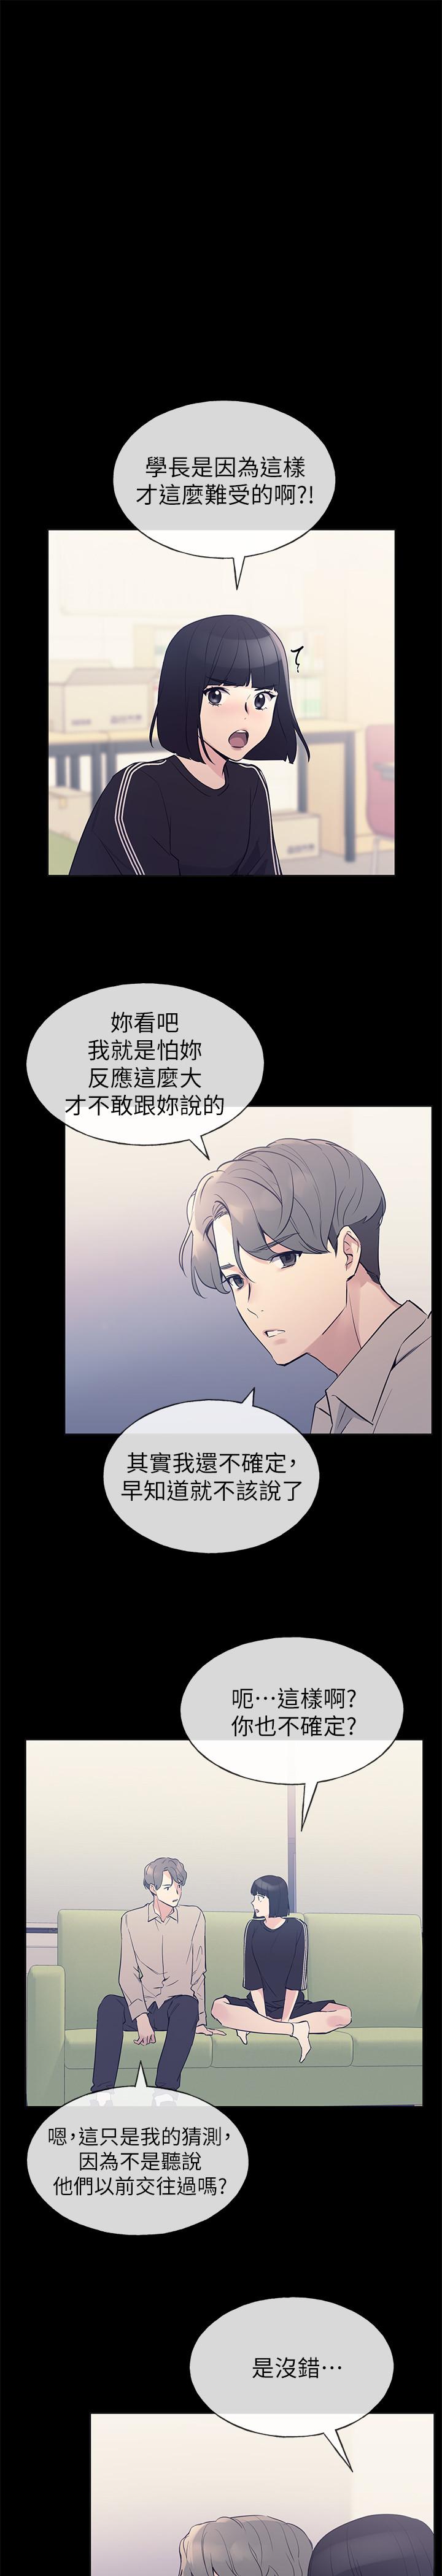 學長是因為這樣
才這麼難受的啊?!
妳看吧
我就是怕妳
反應這麼大
才不敢跟妳說的
其實我還不確定，
早知道就不該說了
呃⋯這樣啊?
你也不確定?
嗯，這只是我的猜測，
因為不是聽說
他們以前交往過嗎?
是沒錯⋯